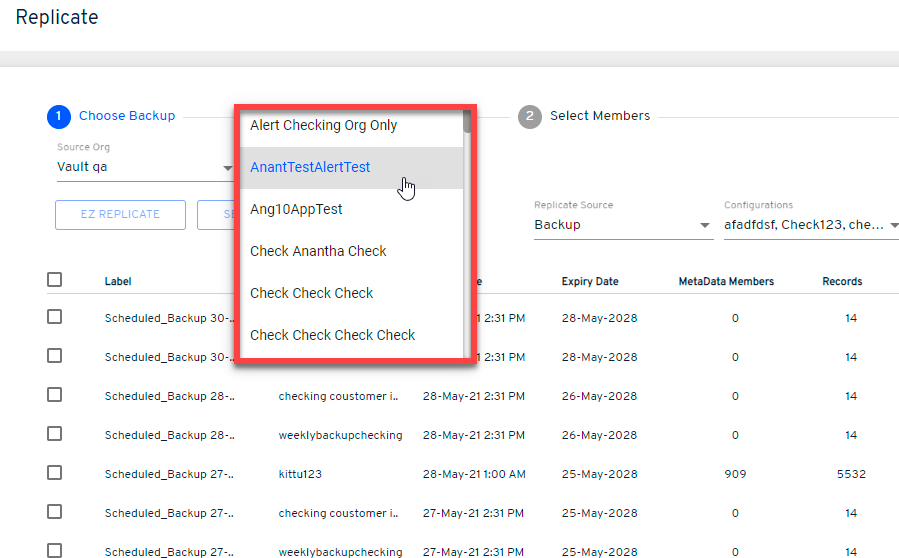 Replicate
1 Choose Backup
2 Select Members
Source Org
Vault qa
Alert Checking Org Only
AnantTestAlertTest
Ang10AppTest
Check Anantha Check
Check Check Check
Check Check Check Check
EZ REPLICATE
Replicate Source
Backup
Configurations
afadfdsf, Check123, che...
Label Expiry Date MetaData Members Records
Scheduled_Backup 30-.. 2:31 PM 28-May-2028 0 14
Scheduled_Backup 30-.. 2:31 PM 28-May-2028 0 14
Scheduled_Backup 28-.. checking coustomer i.. 28-May-21 2:31 PM 26-May-2028 0 14
Scheduled_Backup 28-.. weeklybackupchecking 28-May-21 2:31 PM 26-May-2028 0 14
Scheduled_Backup 27-.. kittu123 28-May-21 1:00 AM 25-May-2028 909 5532
Scheduled_Backup 27-.. checking coustomer i.. 27-May-21 2:31 PM 25-May-2028 0 14
Scheduled_Backup 27-.. weeklybackupchecking 27-May-21 2:31 PM 25-May-2028 0 14